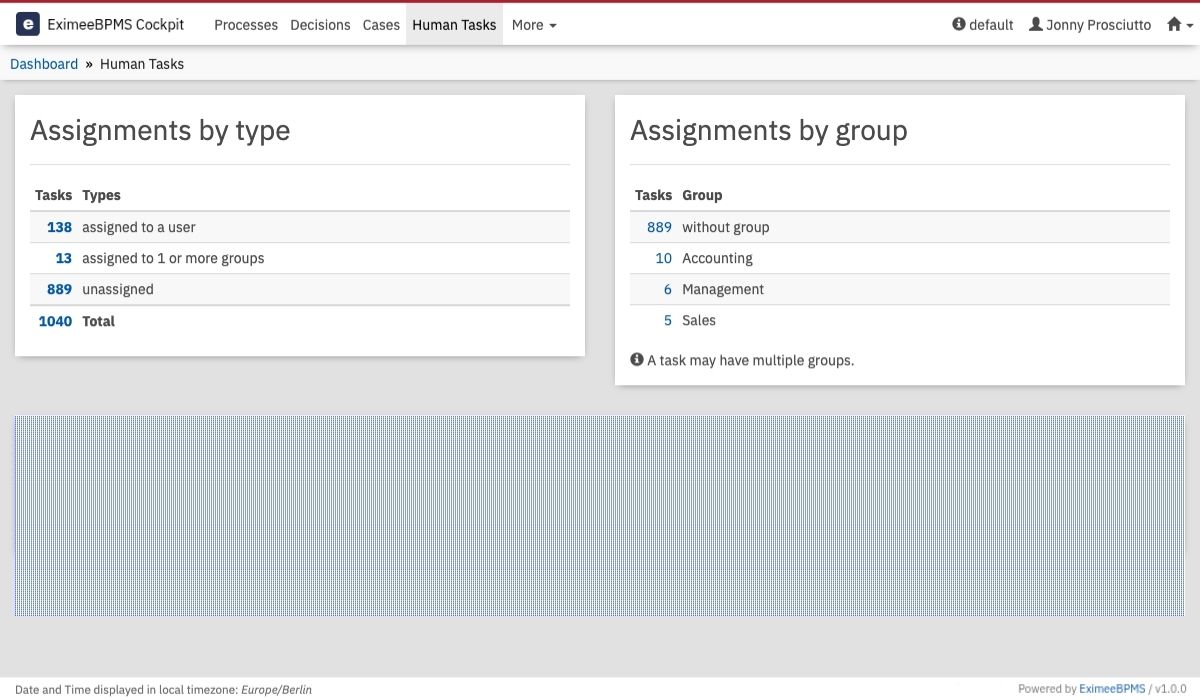 e EximeeBPMS Cockpit Processes Decisions Cases Human Tasks More default Jonny Prosciutto
Dashboard » Human Tasks
Assignments by type
Tasks Types
138 assigned to a user
13 assigned to 1 or more groups
889 unassigned
1040 Total
Assignments by group
Tasks Group
889 without group
10 Accounting
6 Management
5 Sales
A task may have multiple groups.
Date and Time displayed in local timezone: Europe/Berlin
Powered by EximeeBPMS / v1.0.0